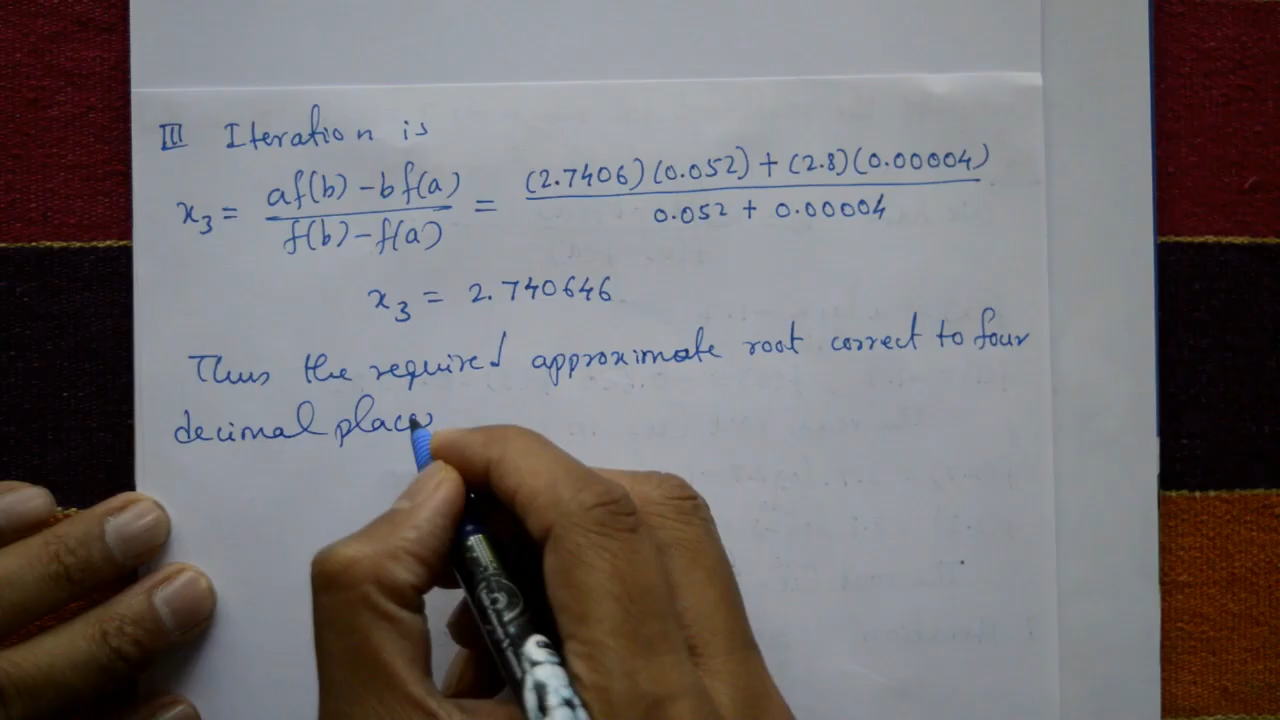 III Iteration is
x₃ = (af(b) - bf(a)) / (f(b) - f(a)) = ((2.7406)(0.052) + (2.8)(0.00004)) / (0.052 + 0.00004)
x₃ = 2.740646
Thus the required approximate root correct to four
decimal places